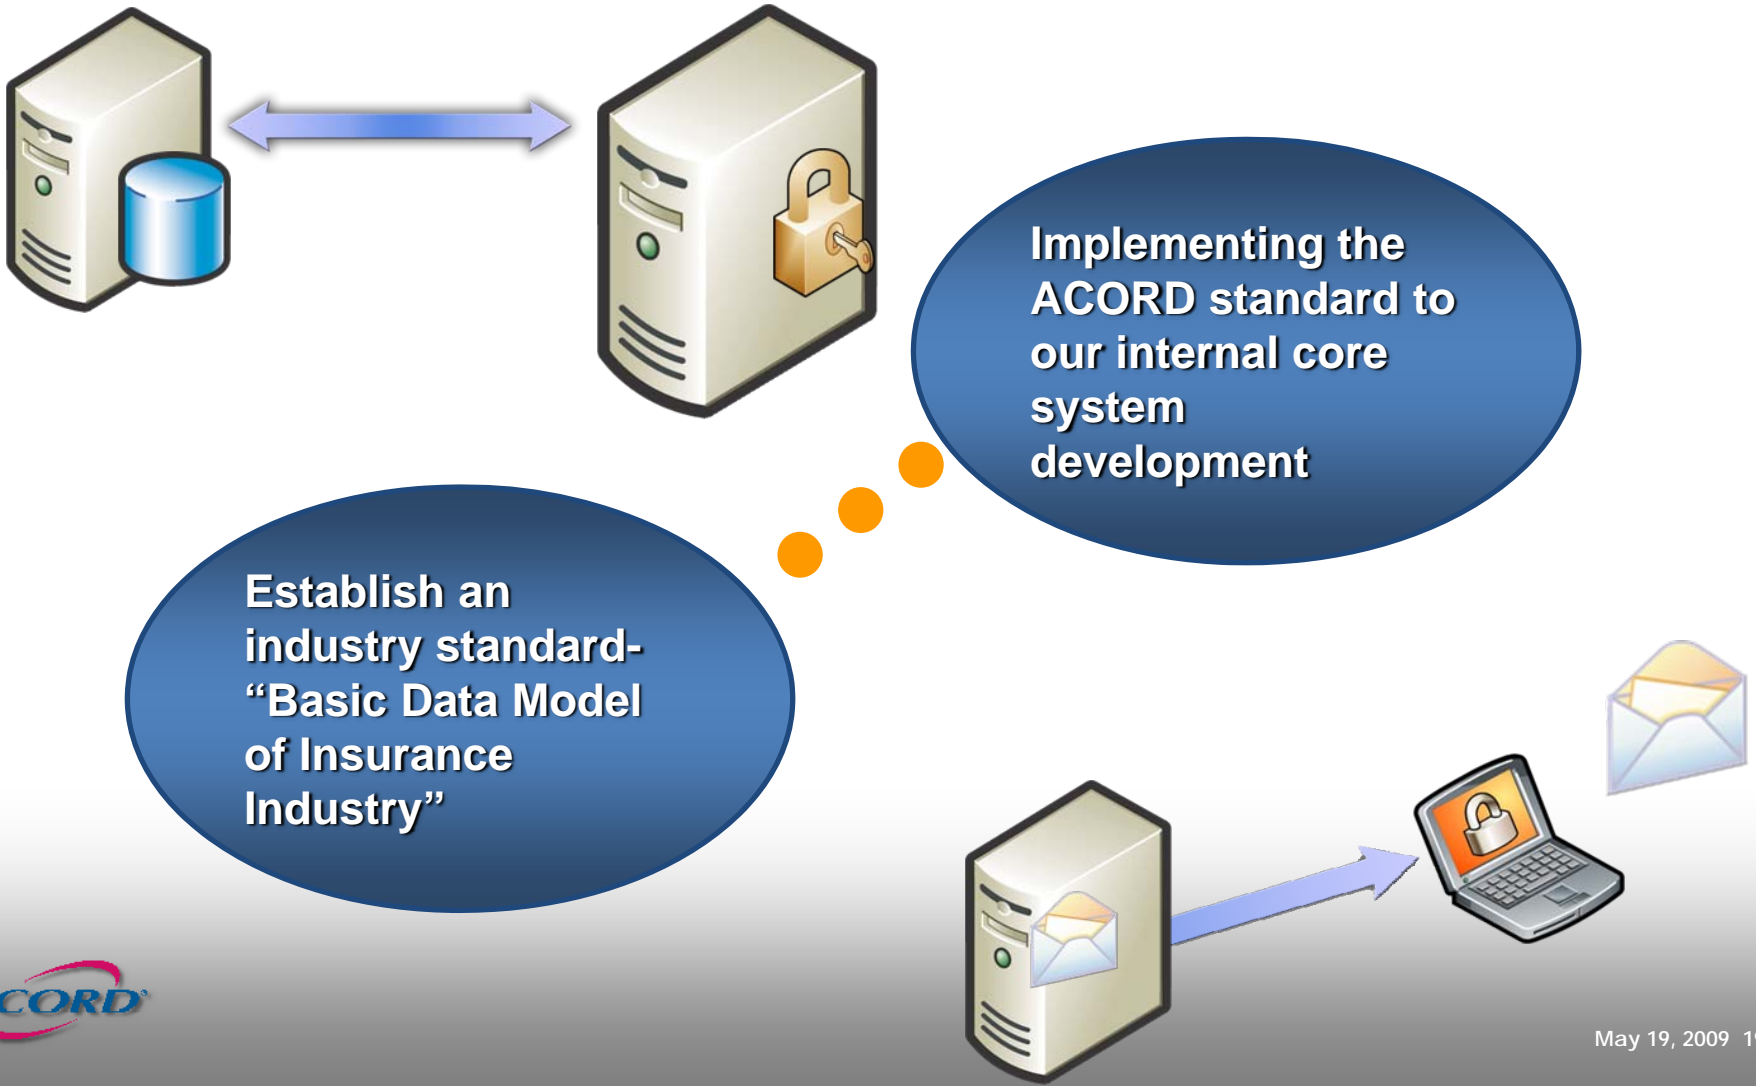 Implementing the
ACORD standard to
our internal core
system
development
Establish an
industry standard-
“Basic Data Model
of Insurance
Industry”
CORD®
May 19, 2009 19